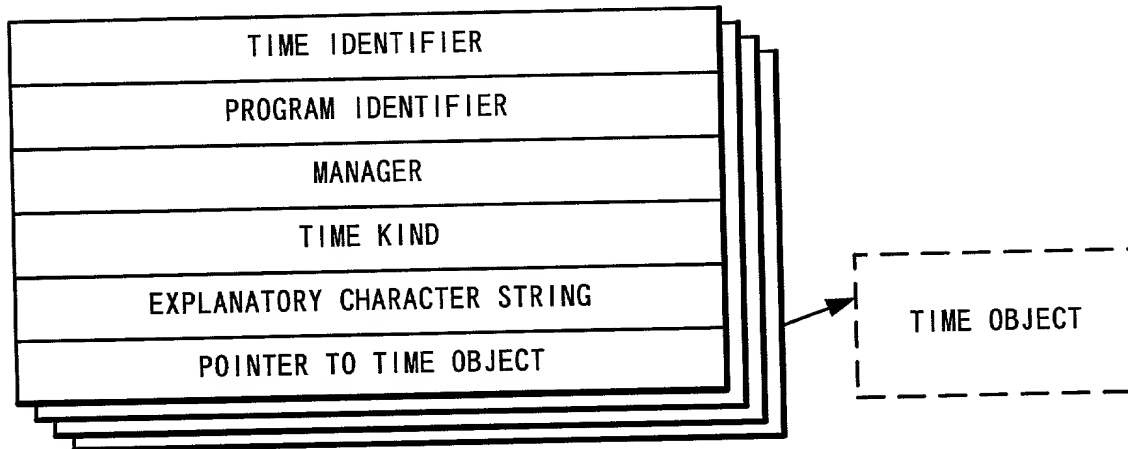 TIME IDENTIFIER
PROGRAM IDENTIFIER
MANAGER
TIME KIND
EXPLANATORY CHARACTER STRING
POINTER TO TIME OBJECT
TIME OBJECT